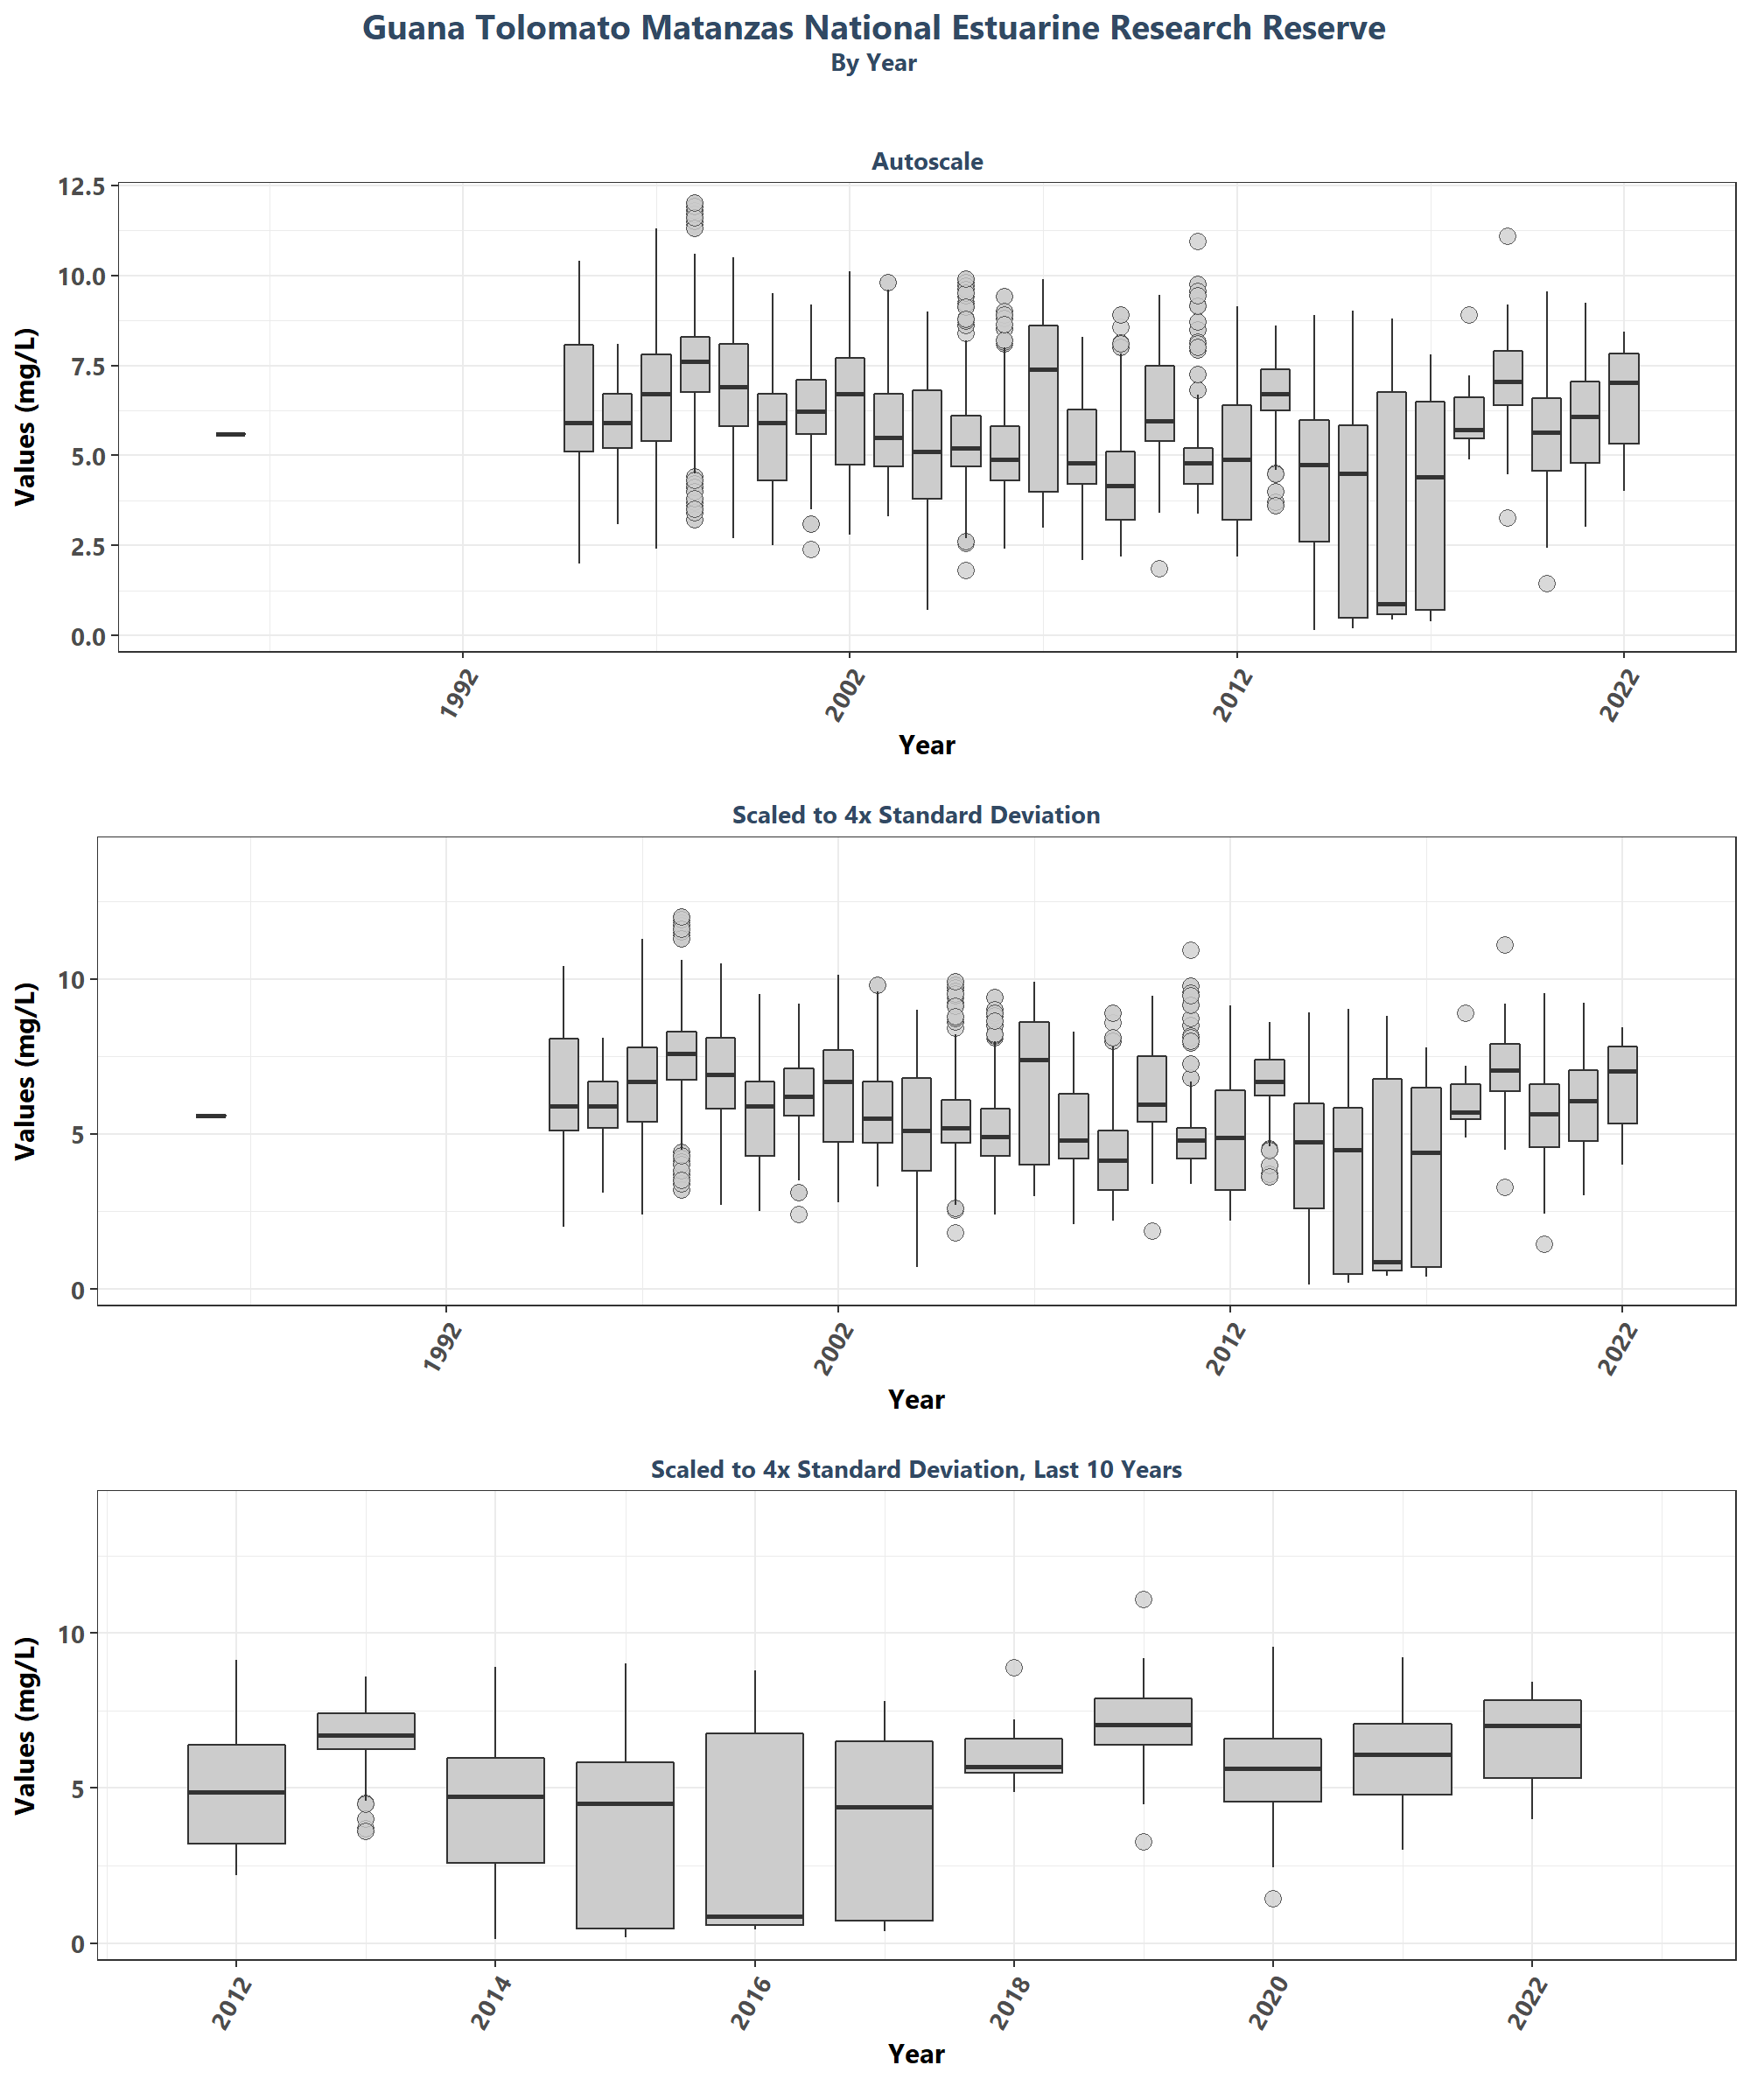 Guana Tolomato Matanzas National Estuarine Research Reserve
By Year
Autoscale
Values (mg/L)
12.5
10.0
7.5
5.0
2.5
0.0
1992
2002
2012
2022
Year
Scaled to 4x Standard Deviation
Values (mg/L)
10
5
0
1992
2002
2012
2022
Year
Scaled to 4x Standard Deviation, Last 10 Years
Values (mg/L)
10
5
0
2012
2014
2016
2018
2020
2022
Year